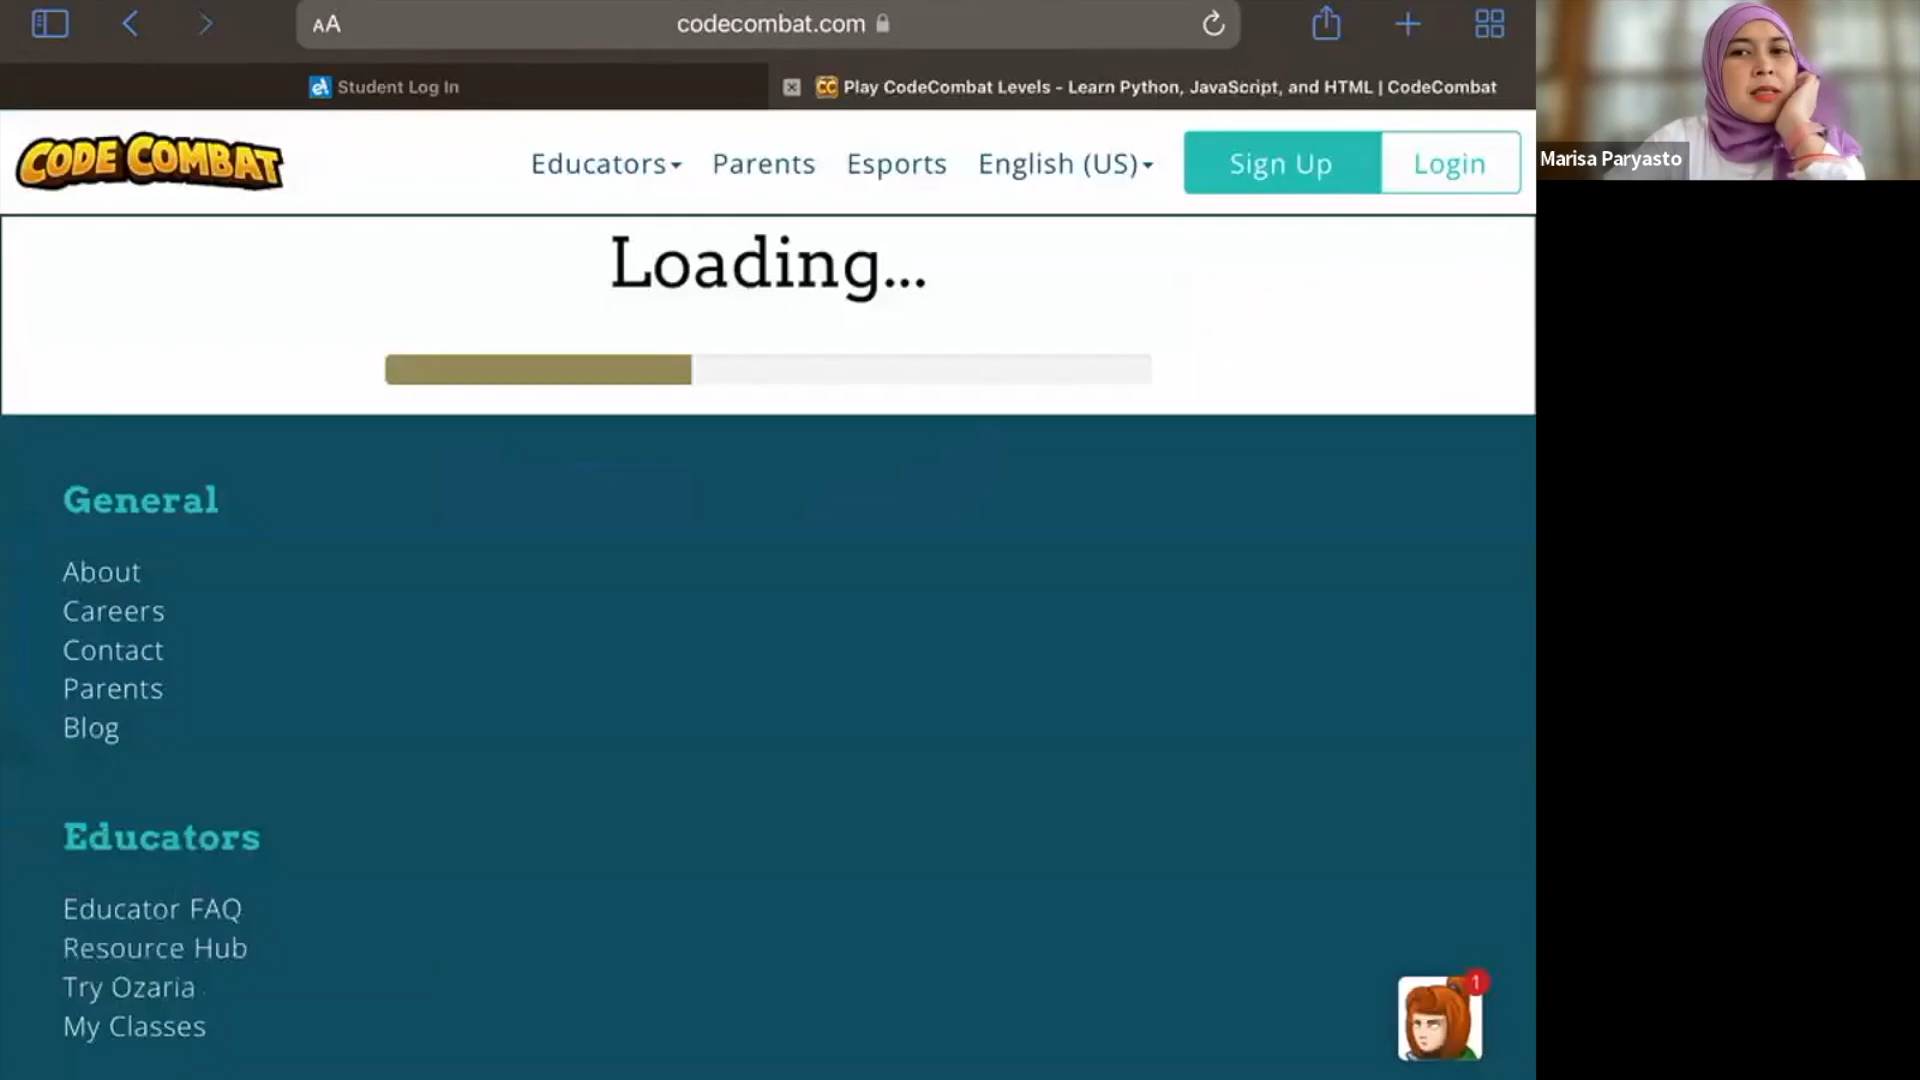 AA
codecombat.com
Student Log In
CC Play CodeCombat Levels - Learn Python, JavaScript, and HTML | CodeCombat
Marisa Paryasto
CODE COMBAT
Educators Parents Esports English (US) Sign Up Login
Loading...
General
About
Careers
Contact
Parents
Blog
Educators
Educator FAQ
Resource Hub
Try Ozaria
My Classes
1